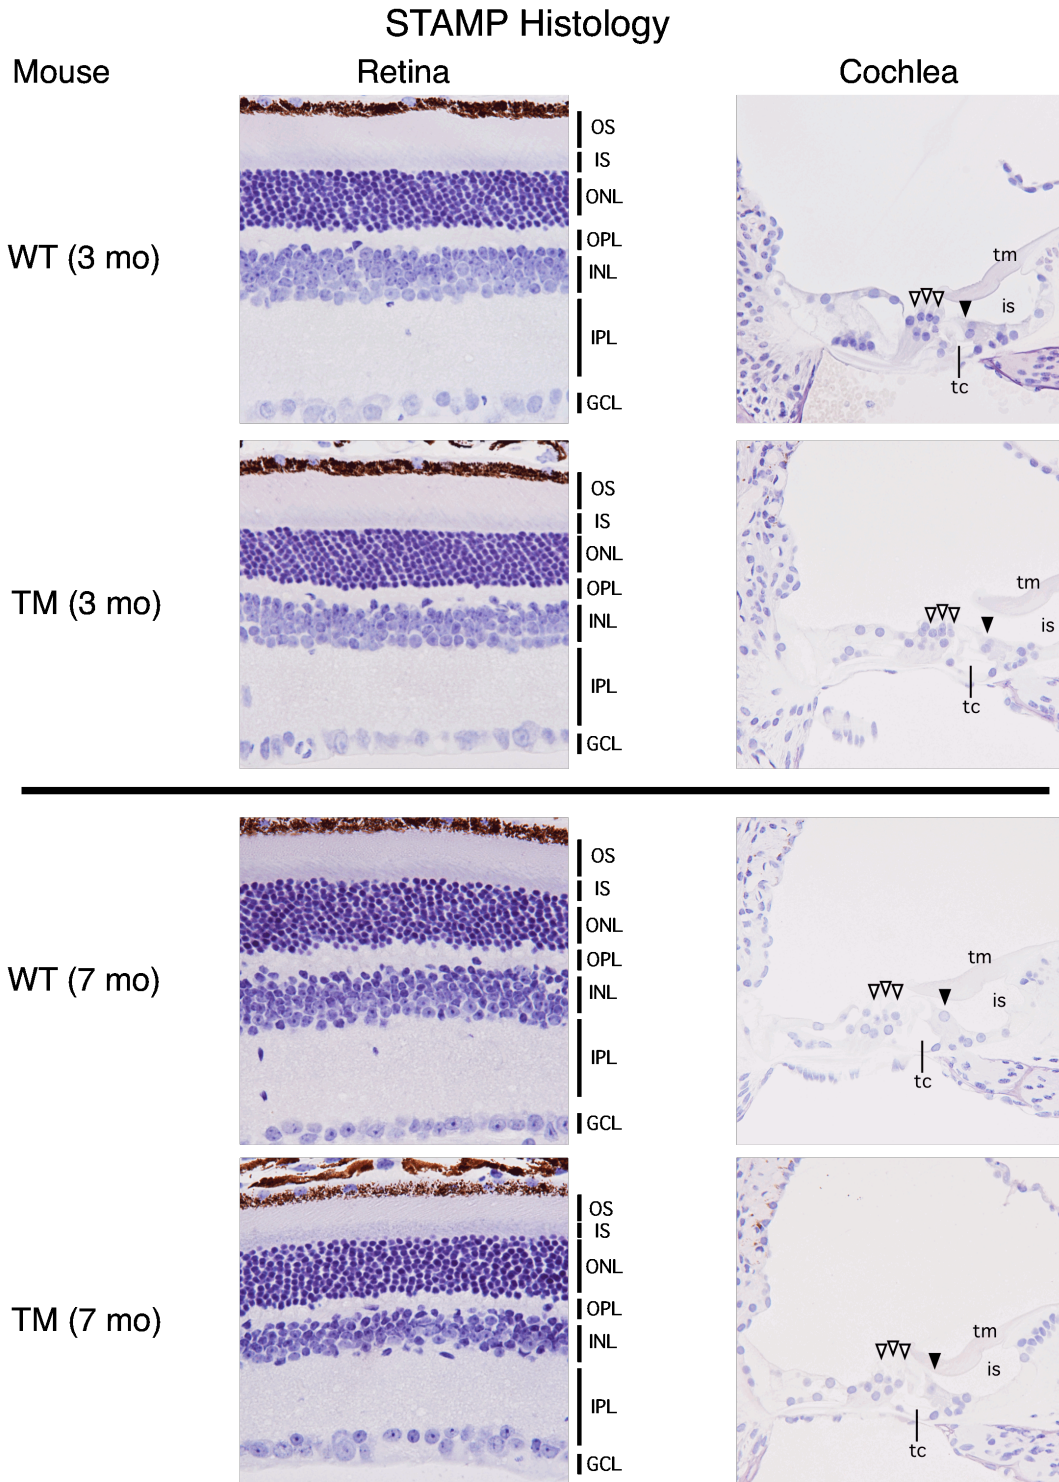 STAMP Histology
Mouse Retina Cochlea
WT (3 mo)
OS
IS
ONL
OPL
INL
IPL
GCL
tm
is
tc
TM (3 mo)
OS
IS
ONL
OPL
INL
IPL
GCL
tm
is
tc
WT (7 mo)
OS
IS
ONL
OPL
INL
IPL
GCL
tm
is
tc
TM (7 mo)
OS
IS
ONL
OPL
INL
IPL
GCL
tm
is
tc